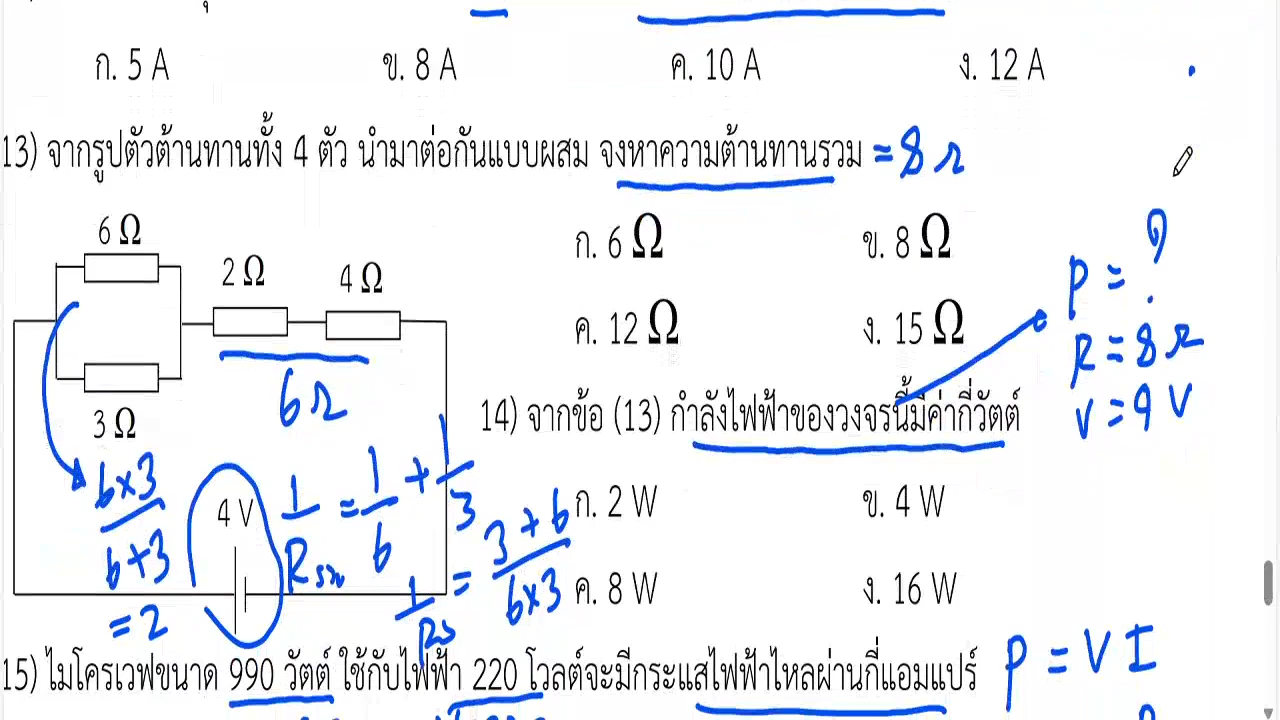 ก. 5 A ข. 8 A ค. 10 A ง. 12 A
13) จากรูปตัวต้านทานทั้ง 4 ตัว นำมาต่อกันแบบผสม จงหาความต้านทานรวม = 8 Ω
6 Ω
2 Ω 4 Ω
3 Ω
4 V
6 Ω
6×3
6+3
= 2
1/R = 1/6 + 1/3
1/R = 3+6/6×3
ก. 6 Ω ข. 8 Ω
ค. 12 Ω ง. 15 Ω
P = ?
R = 8 Ω
V = 9 V
14) จากข้อ (13) กำลังไฟฟ้าของวงจรนี้มีค่ากี่วัตต์
ก. 2 W ข. 4 W
ค. 8 W ง. 16 W
15) ไมโครเวฟขนาด 990 วัตต์ ใช้กับไฟฟ้า 220 โวลต์จะมีกระแสไฟฟ้าไหลผ่านกี่แอมแปร์
P = V I